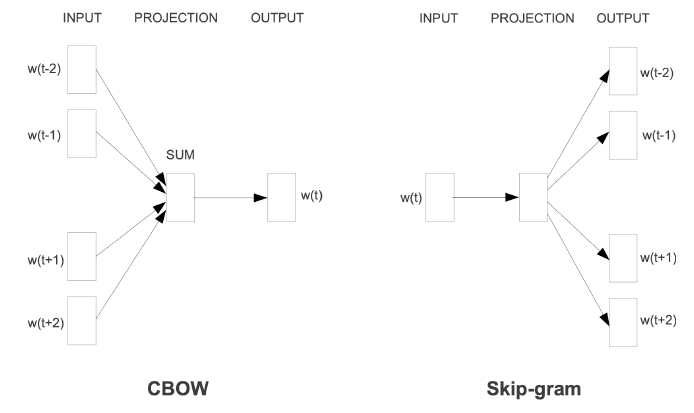 INPUT PROJECTION OUTPUT
w(t-2)
w(t-1)
SUM
w(t)
w(t+1)
w(t+2)
CBOW
INPUT PROJECTION OUTPUT
w(t-2)
w(t-1)
w(t)
w(t+1)
w(t+2)
Skip-gram